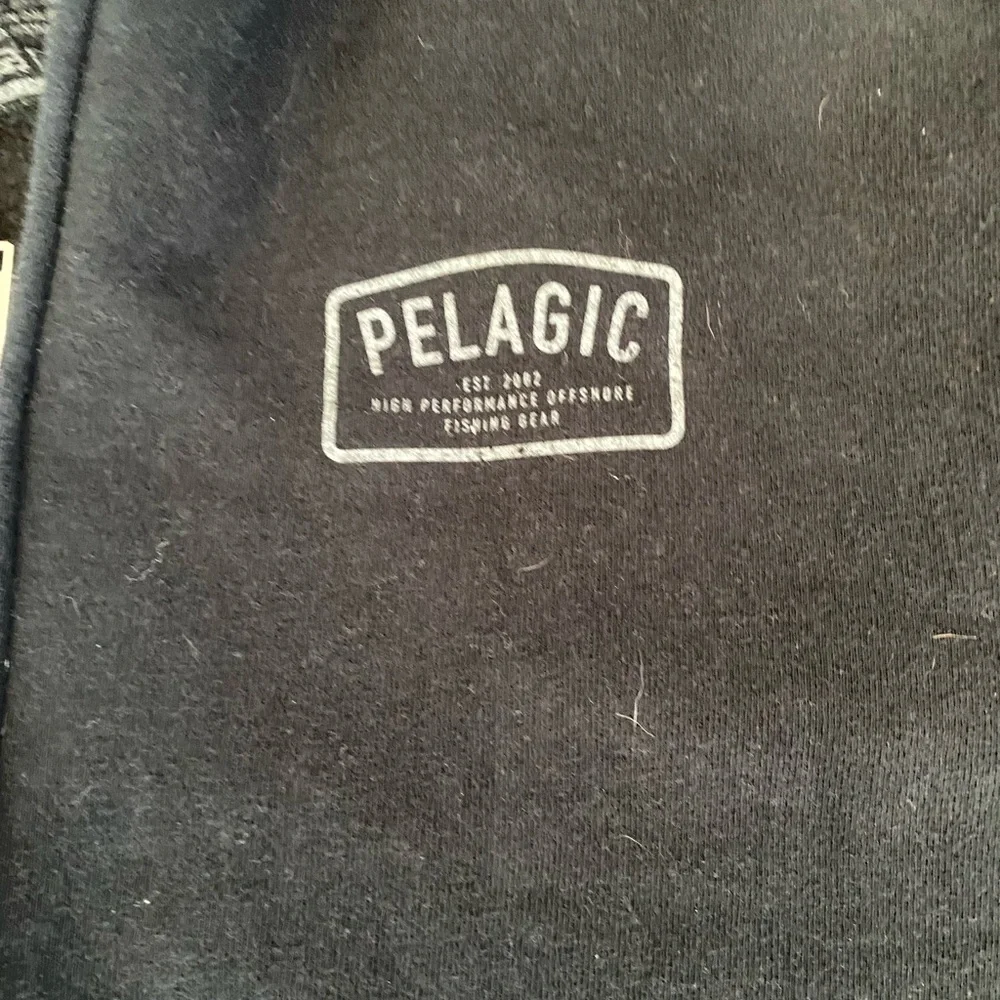 PELAGIC
EST. 2002
HIGH PERFORMANCE OFFSHORE
FISHING GEAR